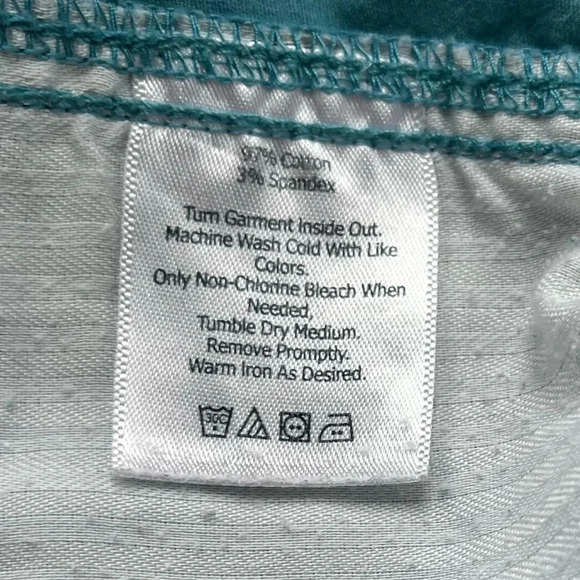 97% Cotton
3% Spandex
Turn Garment Inside Out.
Machine Wash Cold With Like
Colors.
Only Non-Chlorine Bleach When
Needed,
Tumble Dry Medium.
Remove Promptly.
Warm Iron As Desired.
30C